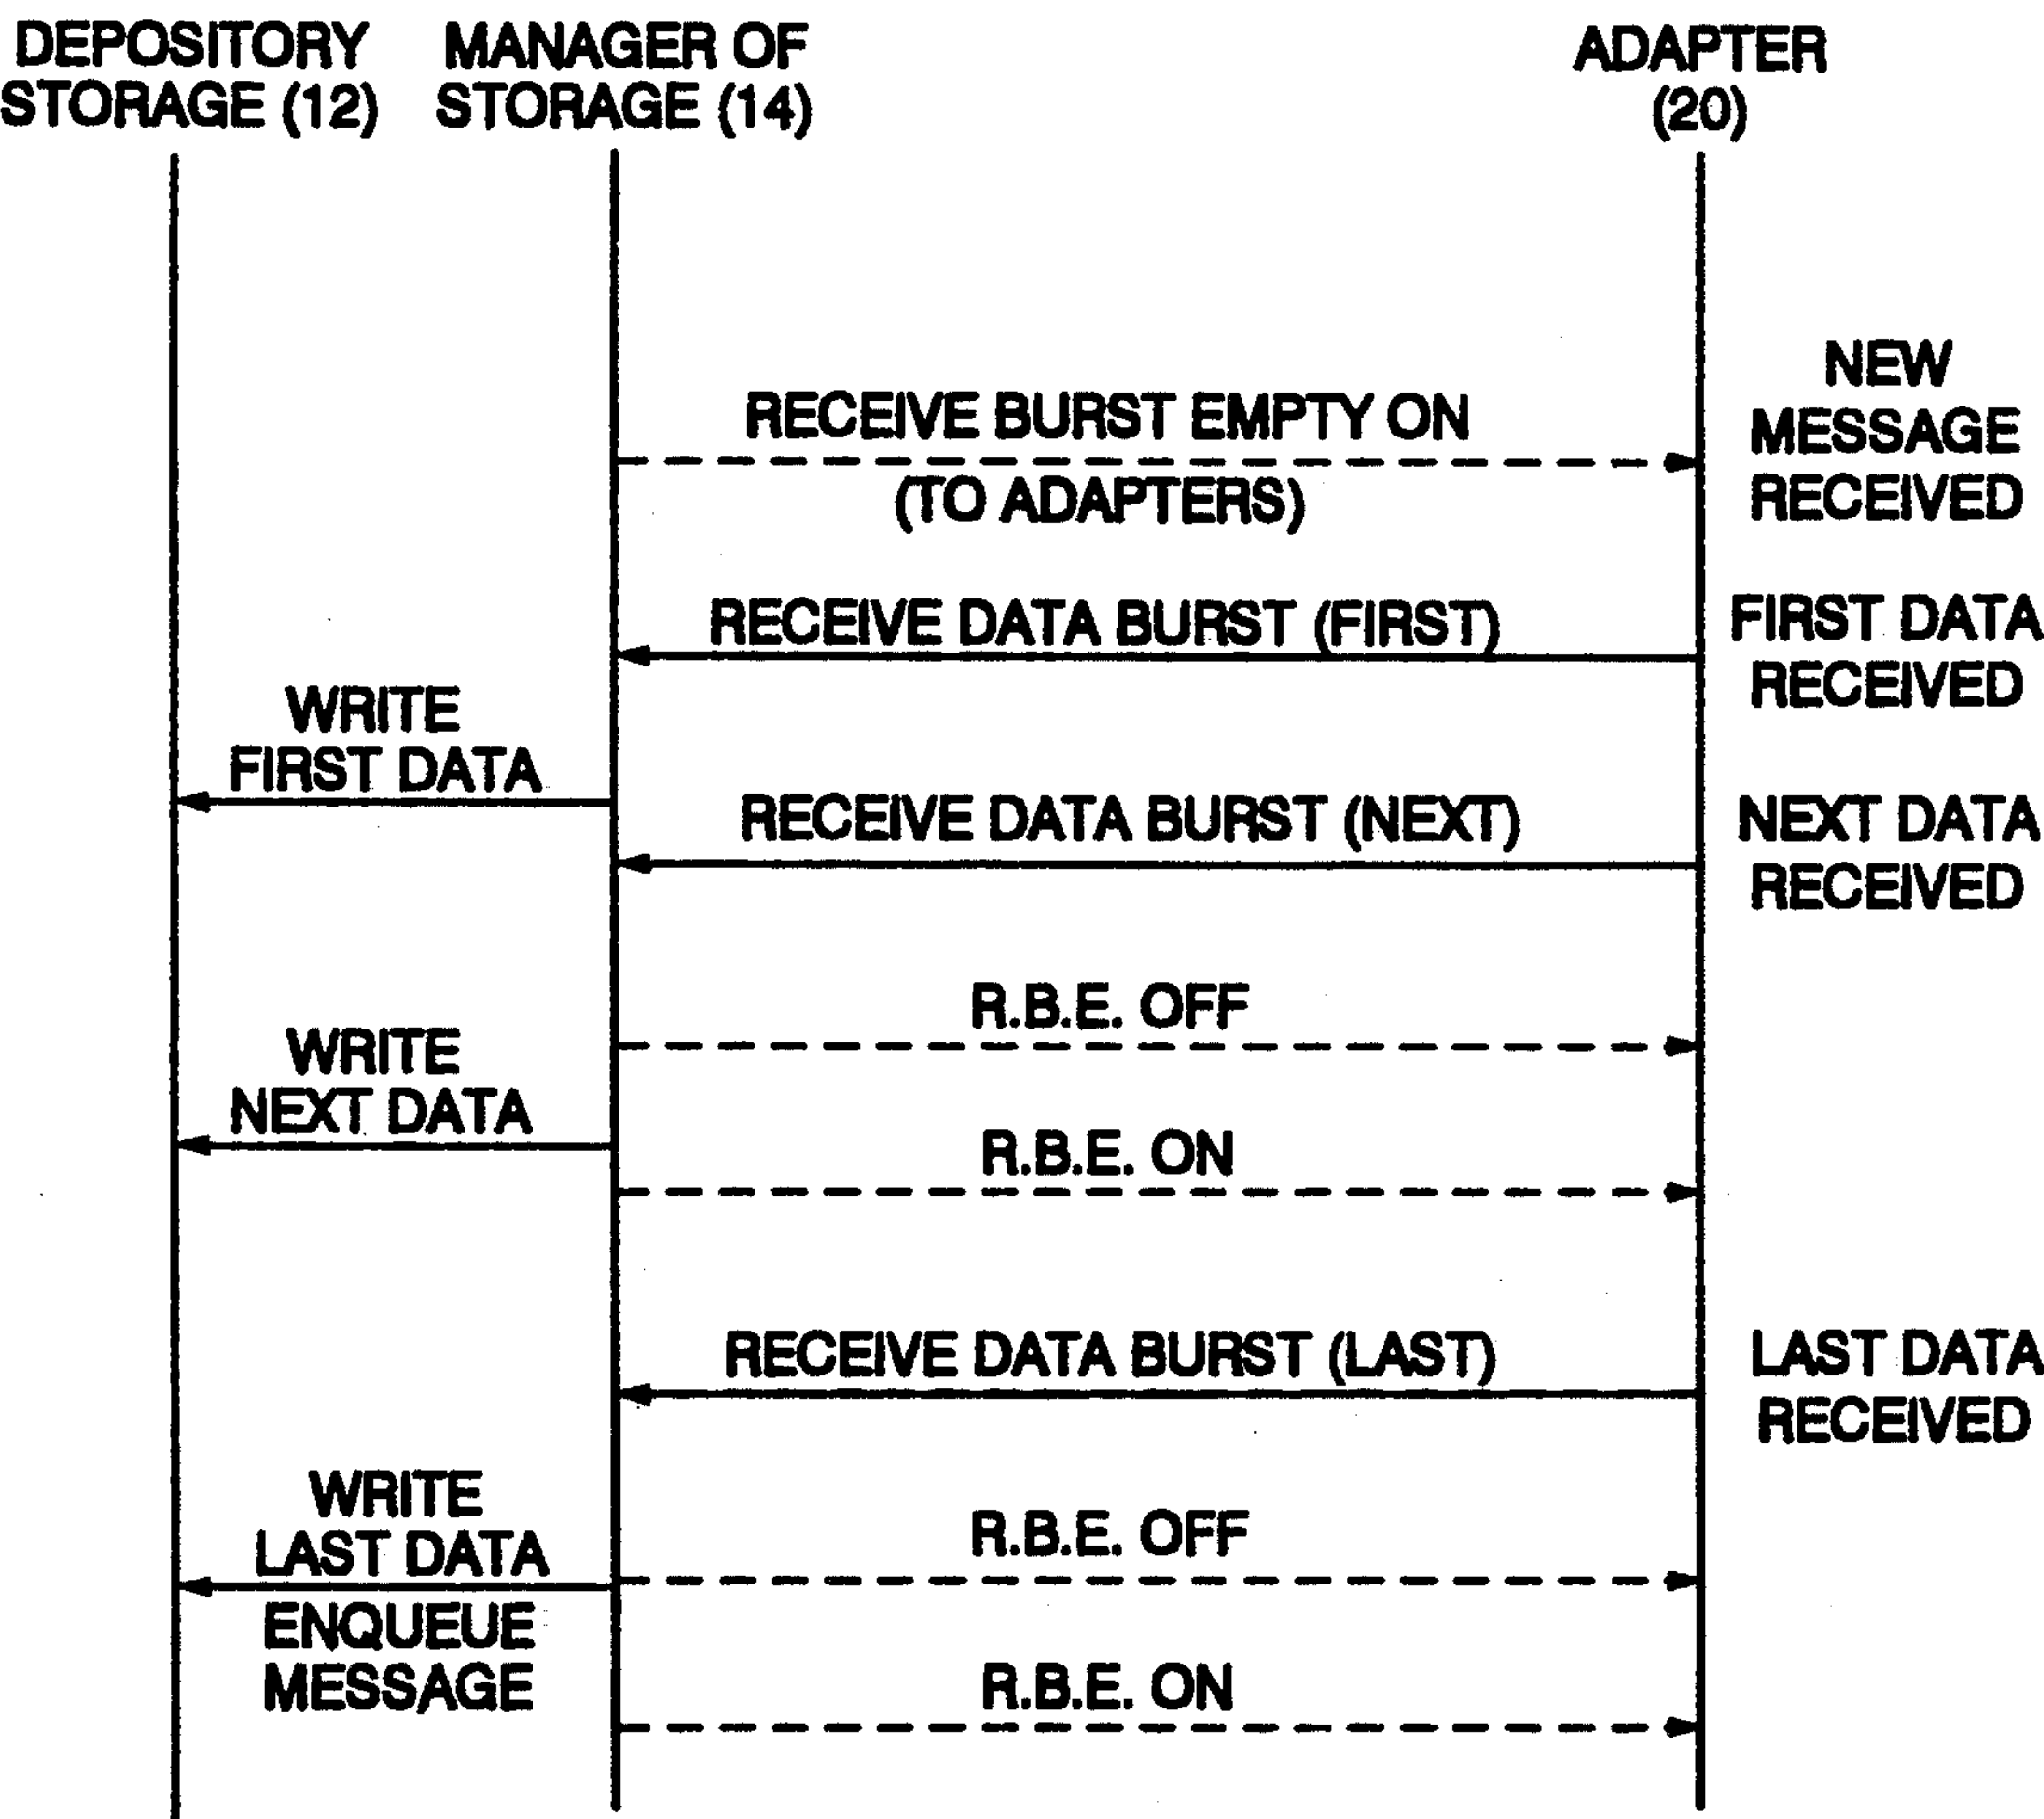 DEPOSITORY
STORAGE (12)
MANAGER OF
STORAGE (14)
ADAPTER
(20)
RECEIVE BURST EMPTY ON
(TO ADAPTERS)
NEW
MESSAGE
RECEIVED
RECEIVE DATA BURST (FIRST)
FIRST DATA
RECEIVED
WRITE
FIRST DATA
RECEIVE DATA BURST (NEXT)
NEXT DATA
RECEIVED
R.B.E. OFF
WRITE
NEXT DATA
R.B.E. ON
RECEIVE DATA BURST (LAST)
LAST DATA
RECEIVED
WRITE
LAST DATA
R.B.E. OFF
ENQUEUE
MESSAGE
R.B.E. ON